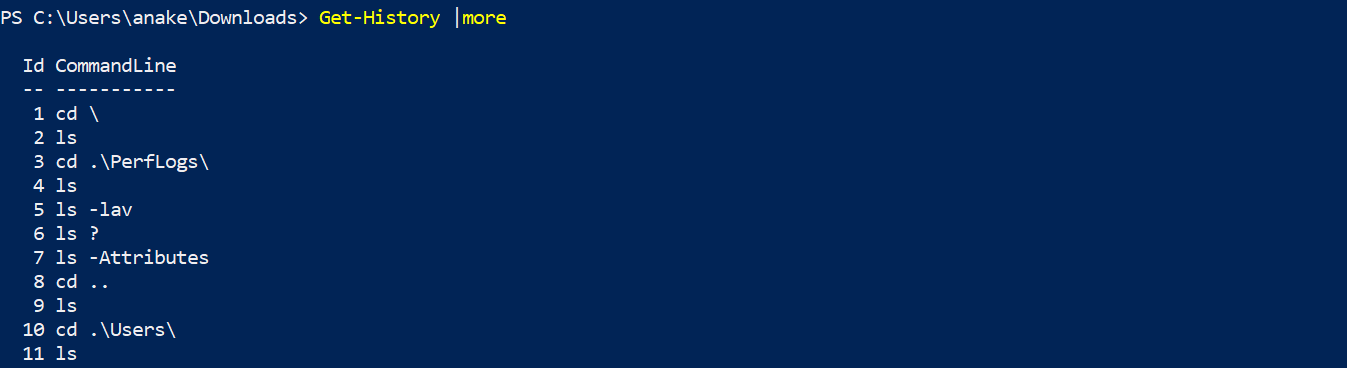 PS C:\Users\anake\Downloads> Get-History |more
Id CommandLine
-- -----------
1 cd \
2 ls
3 cd .\PerfLogs\
4 ls
5 ls -lav
6 ls ?
7 ls -Attributes
8 cd ..
9 ls
10 cd .\Users\
11 ls